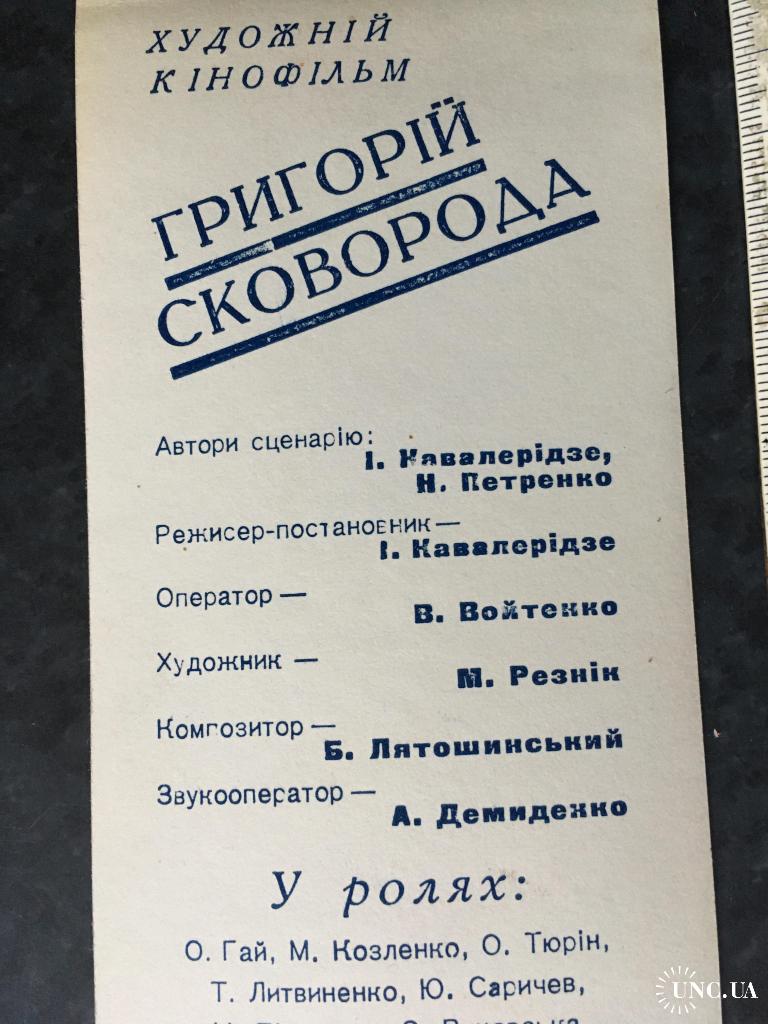 ХУДОЖНІЙ
КІНОФІЛЬМ
ГРИГОРІЙ
СКОВОРОДА
Автори сценарію:
І. Кавалерідзе,
Н. Петренко
Режисер-постановник —
І. Кавалерідзе
Оператор —
В. Войтенко
Художник —
М. Резнік
Композитор —
Б. Лятошинський
Звукооператор —
А. Демиденко
У ролях:
О. Гай, М. Козленко, О. Тюрін,
Т. Литвиненко, Ю. Саричев,
UNC.UA